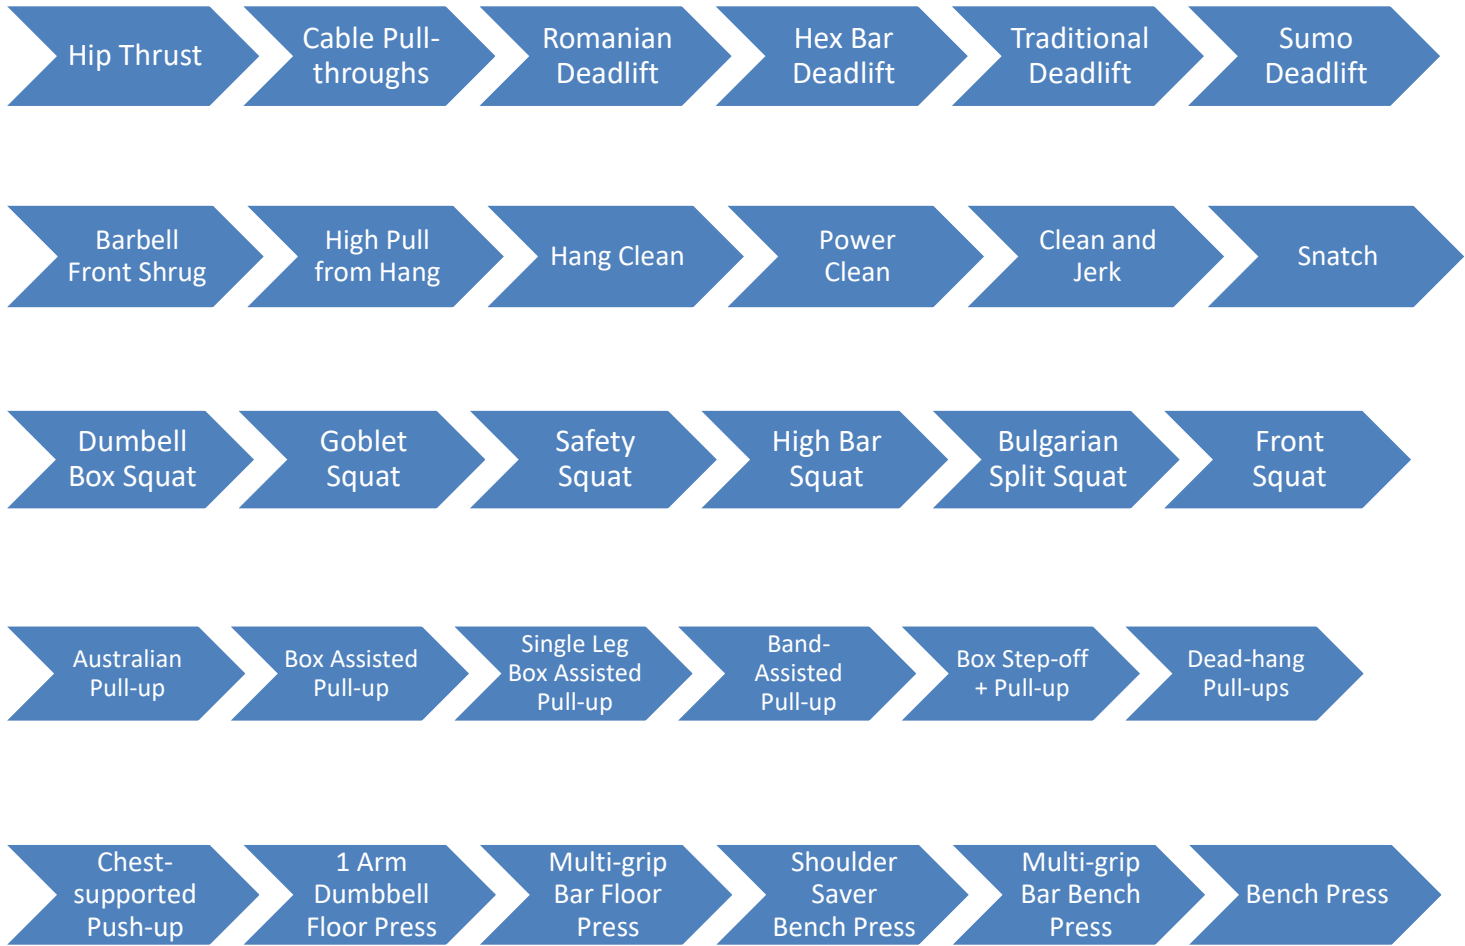 Hip Thrust
Cable Pull-
throughs
Romanian
Deadlift
Hex Bar
Deadlift
Traditional
Deadlift
Sumo
Deadlift
Barbell
Front Shrug
High Pull
from Hang
Hang Clean
Power
Clean
Clean and
Jerk
Snatch
Dumbell
Box Squat
Goblet
Squat
Safety
Squat
High Bar
Squat
Bulgarian
Split Squat
Front
Squat
Australian
Pull-up
Box Assisted
Pull-up
Single Leg
Box Assisted
Pull-up
Band-
Assisted
Pull-up
Box Step-off
+ Pull-up
Dead-hang
Pull-ups
Chest-
supported
Push-up
1 Arm
Dumbbell
Floor Press
Multi-grip
Bar Floor
Press
Shoulder
Saver
Bench Press
Multi-grip
Bar Bench
Press
Bench Press